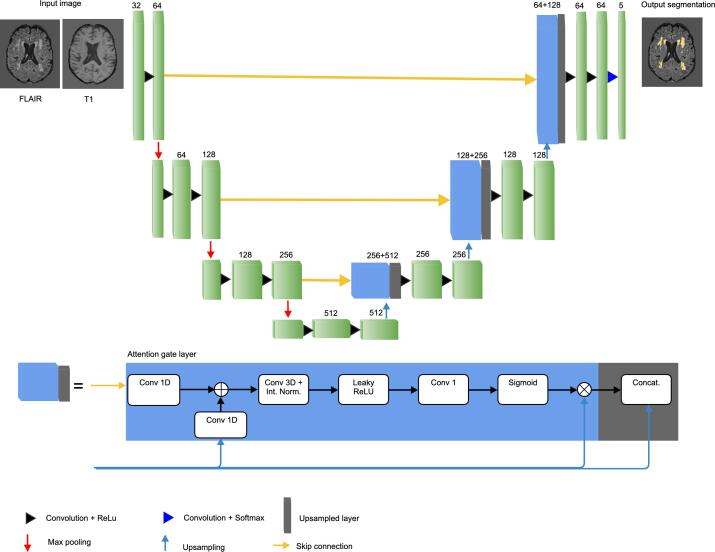 Input image
32
64
64+128
64
64
5
Output segmentation
FLAIR
T1
64
128
128+256
128
128
128
256
256+512
256
256
512
512
Attention gate layer
=
Conv 1D
Conv 3D +
Int. Norm.
Leaky
ReLU
Conv 1
Sigmoid
Concat.
Conv 1D
Convolution + ReLu
Convolution + Softmax
Upsampled layer
Max pooling
Upsampling
Skip connection